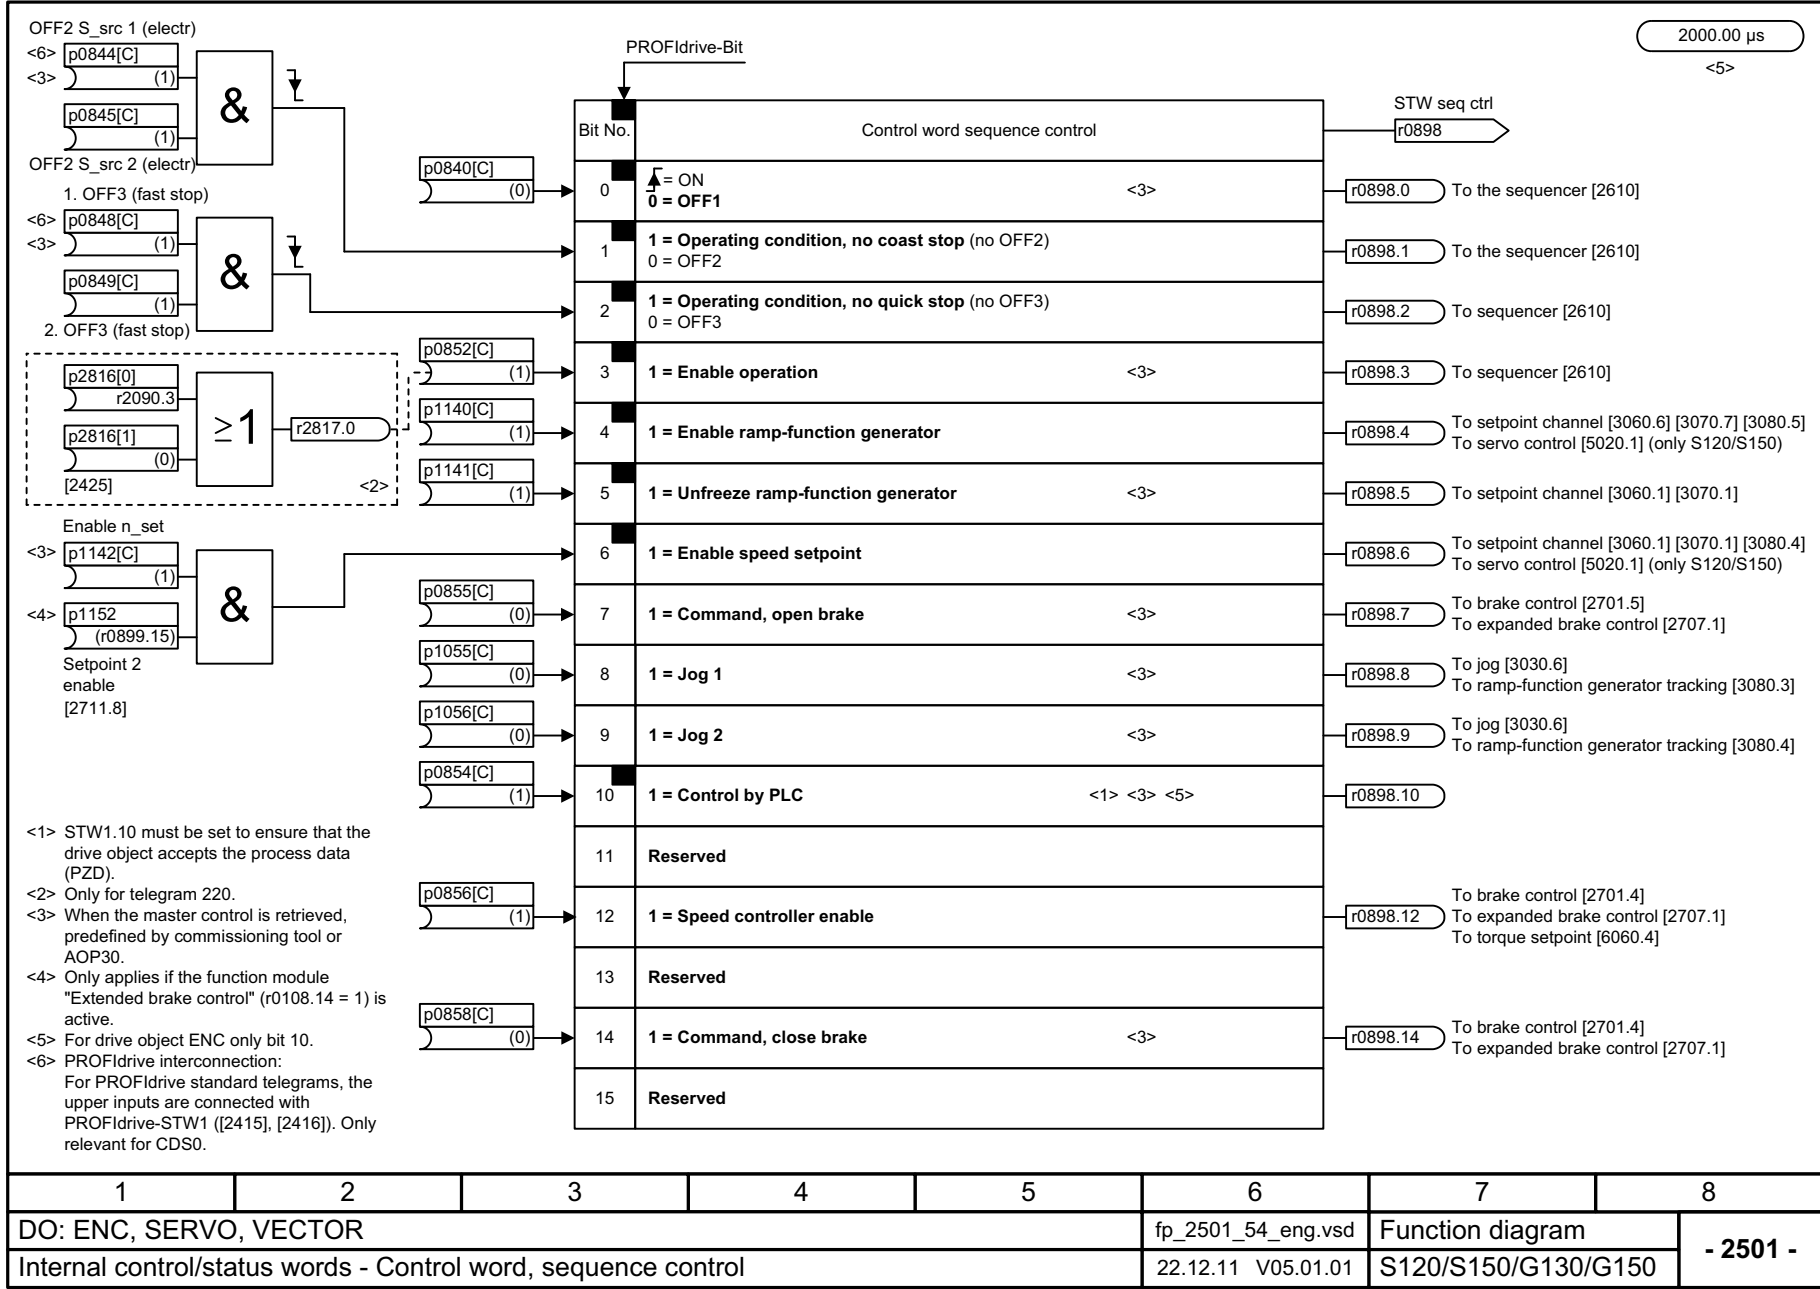 OFF2 S_src 1 (electr)
<6> p0844[C]
<3> (1)
p0845[C]
(1)
&
OFF2 S_src 2 (electr)
1. OFF3 (fast stop)
<6> p0848[C]
<3> (1)
p0849[C]
(1)
&
2. OFF3 (fast stop)
p2816[0]
r2090.3
p2816[1]
(0)
≥1
r2817.0
[2425]
<2>
Enable n_set
<3> p1142[C]
(1)
<4> p1152
(r0899.15)
&
Setpoint 2
enable
[2711.8]
PROFIdrive-Bit
2000.00 µs
<5>
Bit No. Control word sequence control
STW seq ctrl
r0898
p0840[C]
(0)
0 = ON <3>
0 = OFF1
r0898.0 To the sequencer [2610]
1 1 = Operating condition, no coast stop (no OFF2)
0 = OFF2
r0898.1 To the sequencer [2610]
2 1 = Operating condition, no quick stop (no OFF3)
0 = OFF3
r0898.2 To sequencer [2610]
p0852[C]
(1)
3 1 = Enable operation <3>
r0898.3 To sequencer [2610]
p1140[C]
(1)
4 1 = Enable ramp-function generator
r0898.4 To setpoint channel [3060.6] [3070.7] [3080.5]
To servo control [5020.1] (only S120/S150)
p1141[C]
(1)
5 1 = Unfreeze ramp-function generator <3>
r0898.5 To setpoint channel [3060.1] [3070.1]
6 1 = Enable speed setpoint
r0898.6 To setpoint channel [3060.1] [3070.1] [3080.4]
To servo control [5020.1] (only S120/S150)
p0855[C]
(0)
7 1 = Command, open brake <3>
r0898.7 To brake control [2701.5]
To expanded brake control [2707.1]
p1055[C]
(0)
8 1 = Jog 1 <3>
r0898.8 To jog [3030.6]
To ramp-function generator tracking [3080.3]
p1056[C]
(0)
9 1 = Jog 2 <3>
r0898.9 To jog [3030.6]
To ramp-function generator tracking [3080.4]
p0854[C]
(1)
10 1 = Control by PLC <1> <3> <5>
r0898.10
11 Reserved
p0856[C]
(1)
12 1 = Speed controller enable
r0898.12 To brake control [2701.4]
To expanded brake control [2707.1]
To torque setpoint [6060.4]
13 Reserved
p0858[C]
(0)
14 1 = Command, close brake <3>
r0898.14 To brake control [2701.4]
To expanded brake control [2707.1]
15 Reserved
<1> STW1.10 must be set to ensure that the
drive object accepts the process data
(PZD).
<2> Only for telegram 220.
<3> When the master control is retrieved,
predefined by commissioning tool or
AOP30.
<4> Only applies if the function module
"Extended brake control" (r0108.14 = 1) is
active.
<5> For drive object ENC only bit 10.
<6> PROFIdrive interconnection:
For PROFIdrive standard telegrams, the
upper inputs are connected with
PROFIdrive-STW1 ([2415], [2416]). Only
relevant for CDS0.
1 2 3 4 5 6 7 8
DO: ENC, SERVO, VECTOR
fp_2501_54_eng.vsd
Function diagram
- 2501 -
Internal control/status words - Control word, sequence control
22.12.11 V05.01.01
S120/S150/G130/G150